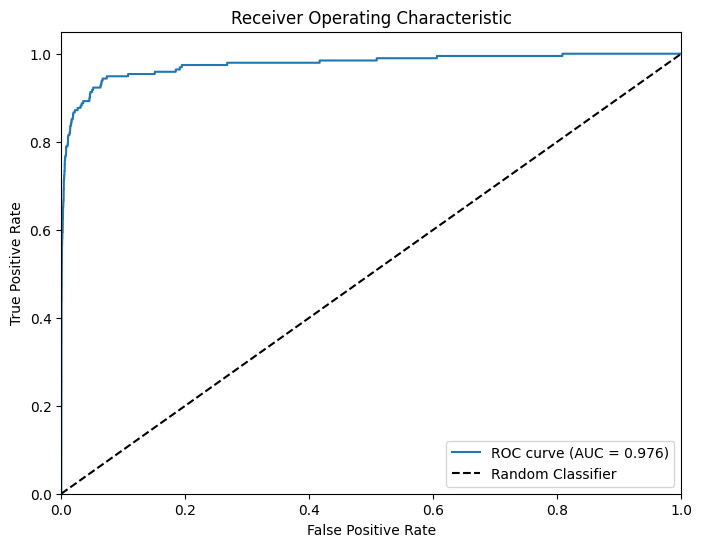 Receiver Operating Characteristic
True Positive Rate
1.0
0.8
0.6
0.4
0.2
0.0
ROC curve (AUC = 0.976)
Random Classifier
0.0 0.2 0.4 0.6 0.8 1.0
False Positive Rate